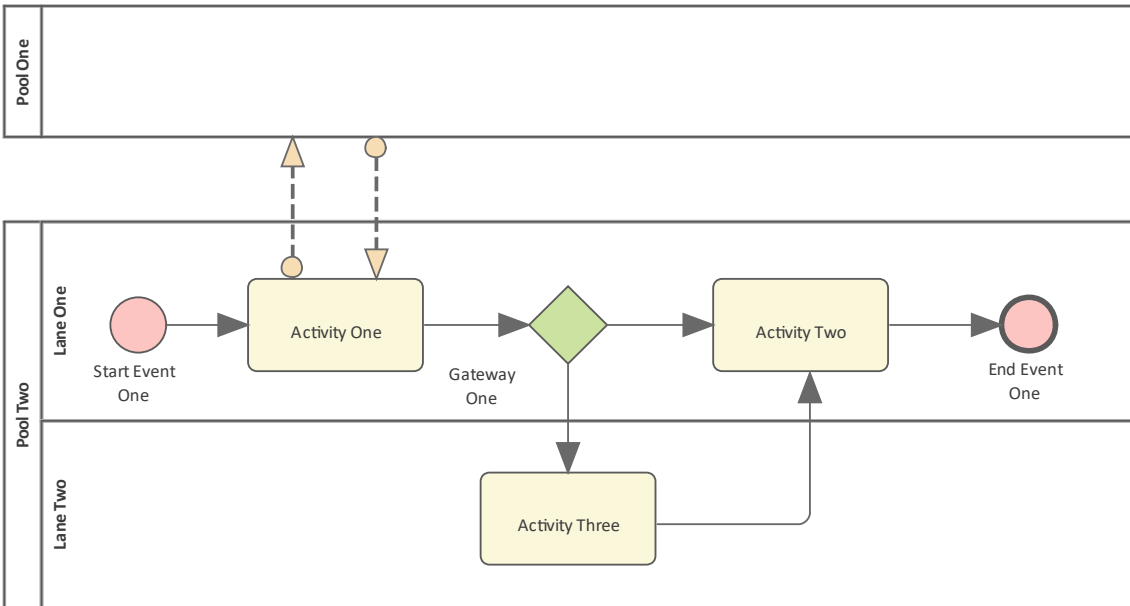 Pool One
Pool Two
Lane One
Start Event
One
Activity One
Gateway
One
Activity Two
End Event
One
Lane Two
Activity Three